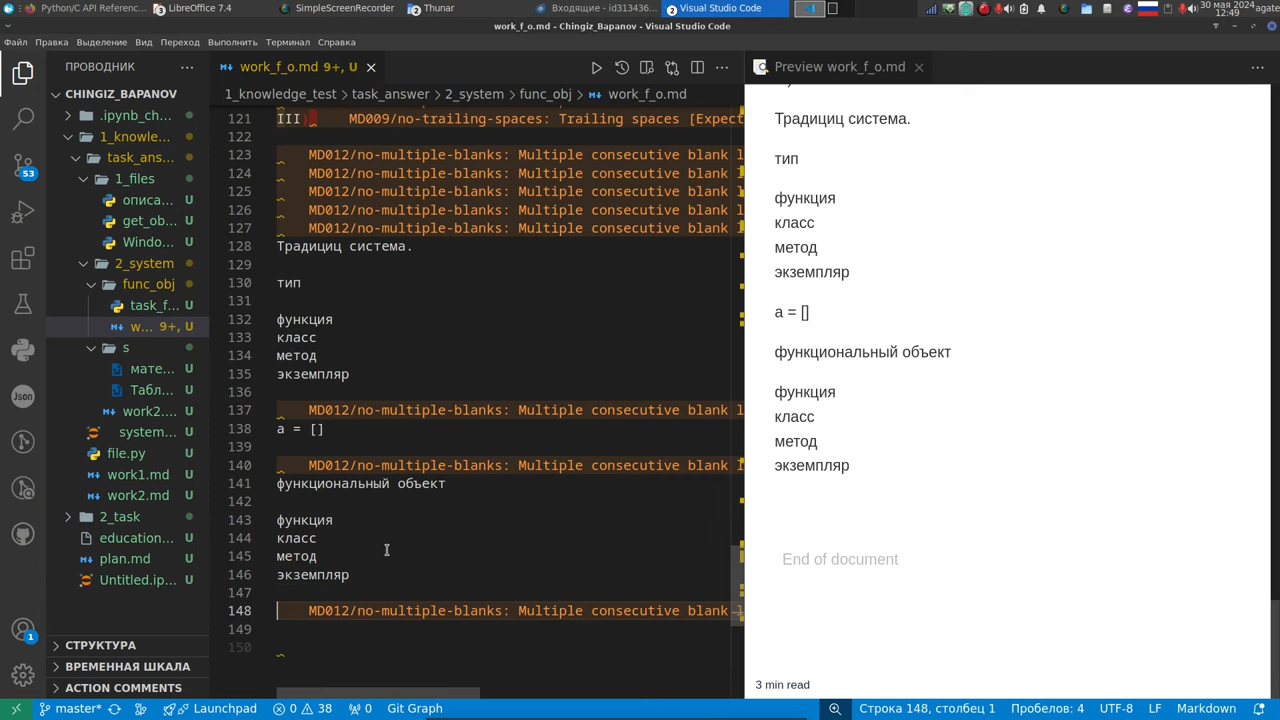 Python/C API Referenc...
LibreOffice 7.4
SimpleScreenRecorder
2 Thunar
Входящие - id313436...
2 Visual Studio Code
30 мая 2024
12:49
agate
work_f_o.md - Chingiz_Bapanov - Visual Studio Code
Файл Правка Выделение Вид Переход Выполнить Терминал Справка
ПРОВОДНИК
work_f_o.md 9+, U
Preview work_f_o.md
CHINGIZ_BAPANOV
.ipynb_ch...
1_knowle...
task_ans...
1_files
описа... U
get_ob... U
Windo... U
2_system
func_obj
task_f... U
w... 9+, U
s
мате... U
Табл... U
work2.... U
system... U
file.py U
work1.md U
work2.md U
2_task
education... U
plan.md U
Untitled.ip... U
СТРУКТУРА
ВРЕМЕННАЯ ШКАЛА
ACTION COMMENTS
53
Json
1
1_knowledge_test > task_answer > 2_system > func_obj > work_f_o.md
121 III) MD009/no-trailing-spaces: Trailing spaces [Expect
122
123 MD012/no-multiple-blanks: Multiple consecutive blank l
124 MD012/no-multiple-blanks: Multiple consecutive blank l
125 MD012/no-multiple-blanks: Multiple consecutive blank l
126 MD012/no-multiple-blanks: Multiple consecutive blank l
127 MD012/no-multiple-blanks: Multiple consecutive blank l
128 Традициц система.
129
130 тип
131
132 функция
133 класс
134 метод
135 экземпляр
136
137 MD012/no-multiple-blanks: Multiple consecutive blank l
138 a = []
139
140 MD012/no-multiple-blanks: Multiple consecutive blank l
141 функциональный объект
142
143 функция
144 класс
145 метод
146 экземпляр
147
148 MD012/no-multiple-blanks: Multiple consecutive blank l
149
150
Традициц система.
тип
функция
класс
метод
экземпляр
a = []
функциональный объект
функция
класс
метод
экземпляр
End of document
3 min read
master* Launchpad 0 38 0 Git Graph Строка 148, столбец 1 Пробелов: 4 UTF-8 LF Markdown